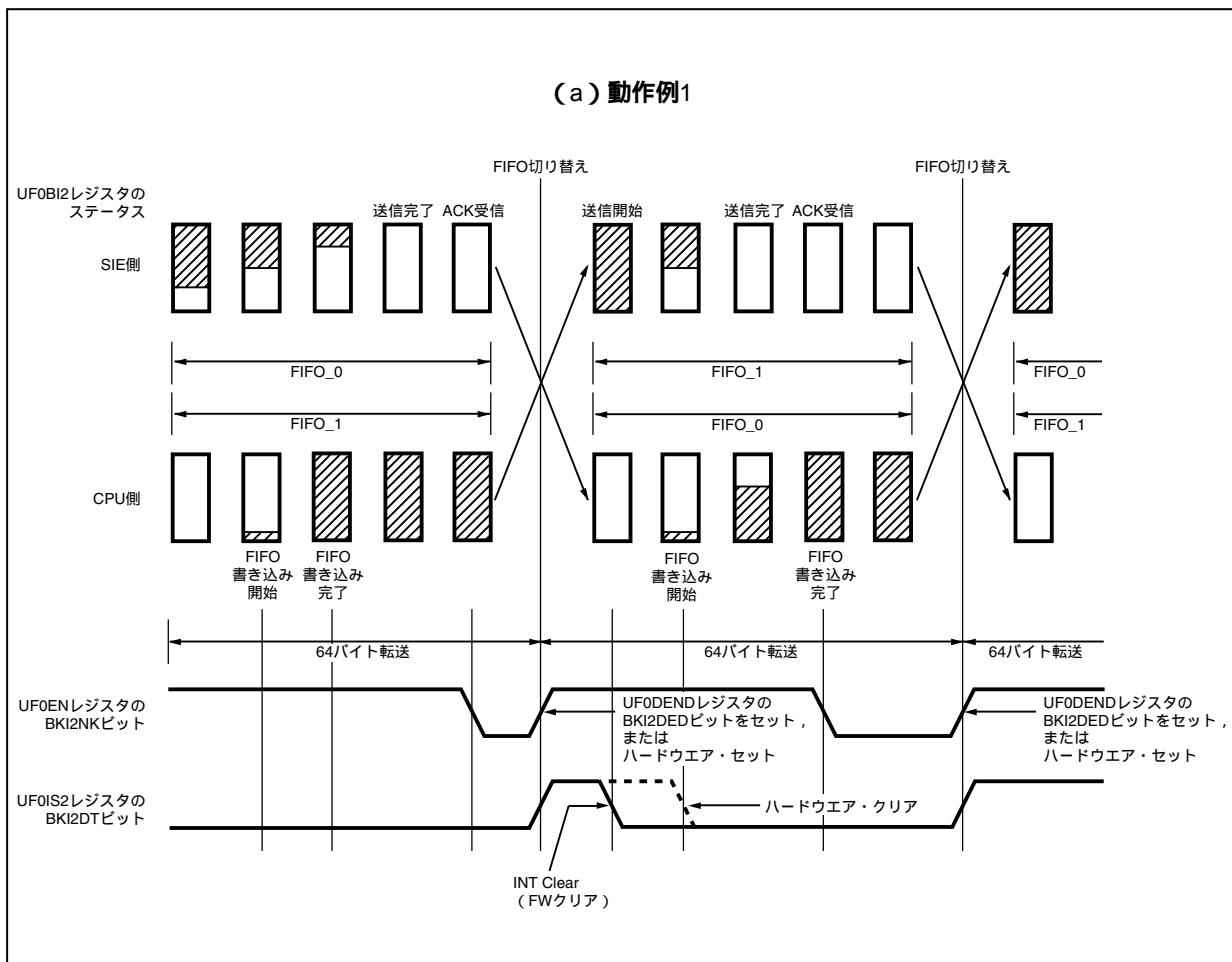 （a）動作例1
FIFO切り替え
FIFO切り替え
UF0BI2レジスタの
ステータス
送信完了
ACK受信
送信開始
送信完了
ACK受信
SIE側
FIFO_0
FIFO_1
FIFO_0
FIFO_1
FIFO_0
FIFO_1
CPU側
FIFO
書き込み
開始
FIFO
書き込み
完了
FIFO
書き込み
開始
FIFO
書き込み
完了
64バイト転送
64バイト転送
64バイト転送
UF0ENレジスタの
BKI2NKビット
UF0DENDレジスタの
BKI2DEDビットをセット，
または
ハードウエア・セット
UF0DENDレジスタの
BKI2DEDビットをセット，
または
ハードウエア・セット
UF0IS2レジスタの
BKI2DTビット
ハードウエア・クリア
INT Clear
（FWクリア）